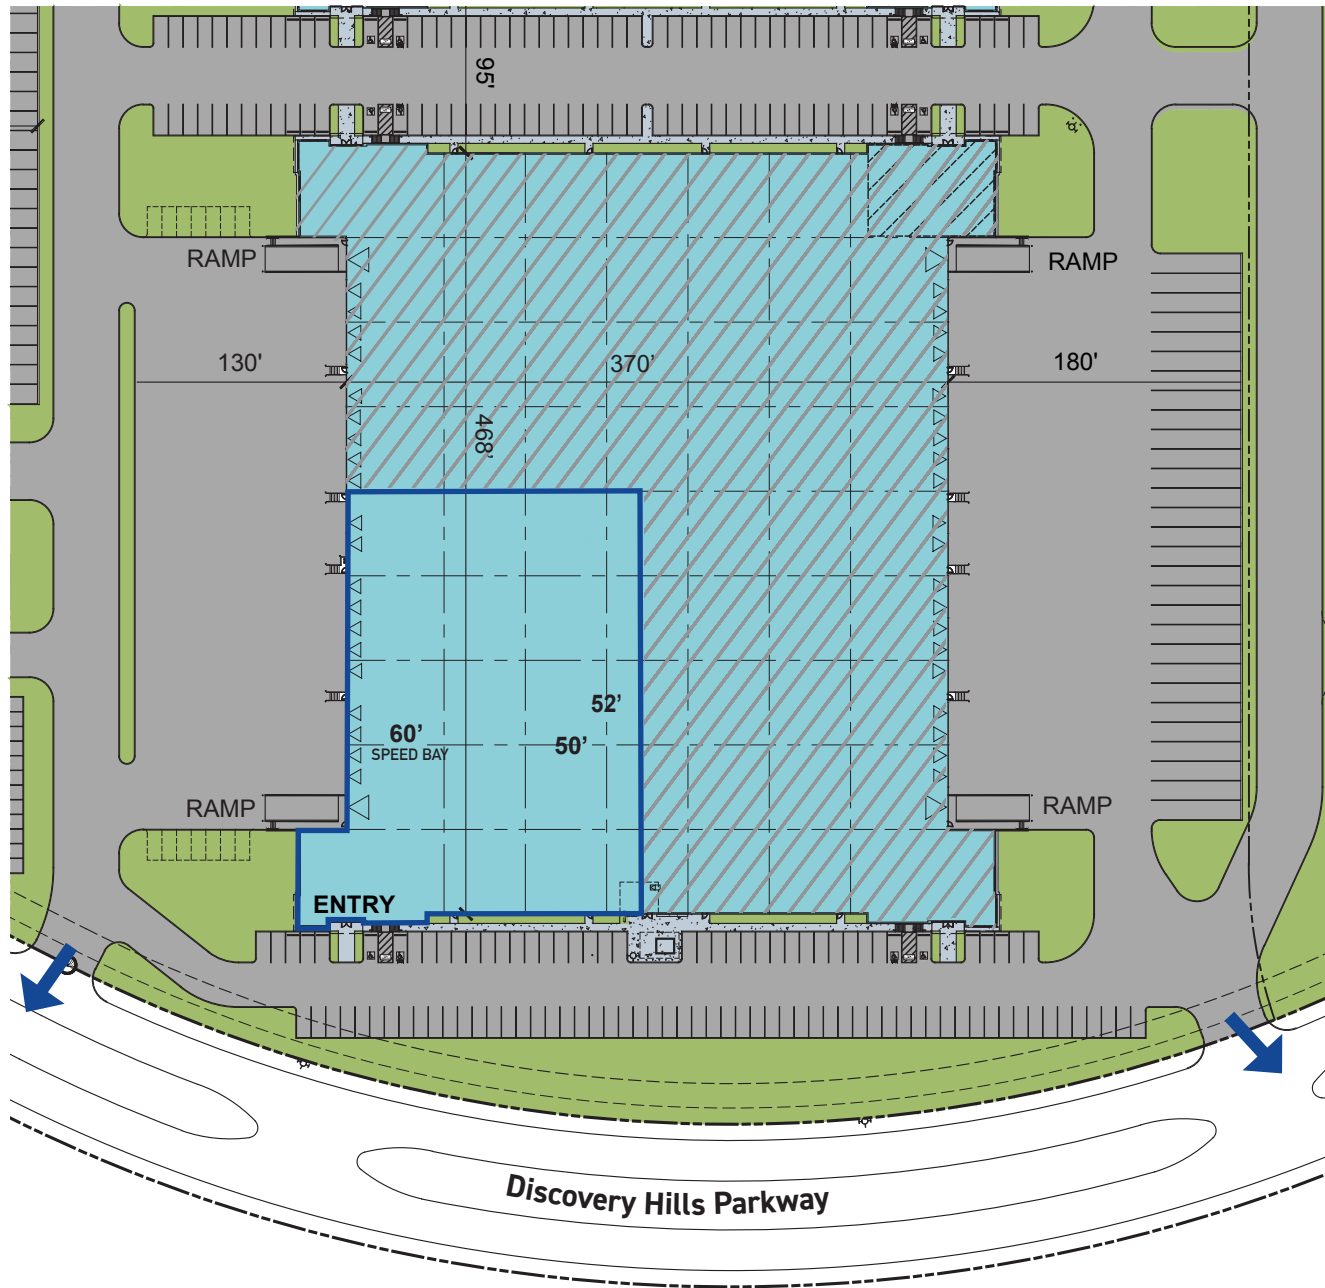 95'
RAMP
RAMP
130'
370'
180'
468'
52'
60'
SPEED BAY
50'
RAMP
RAMP
ENTRY
Discovery Hills Parkway